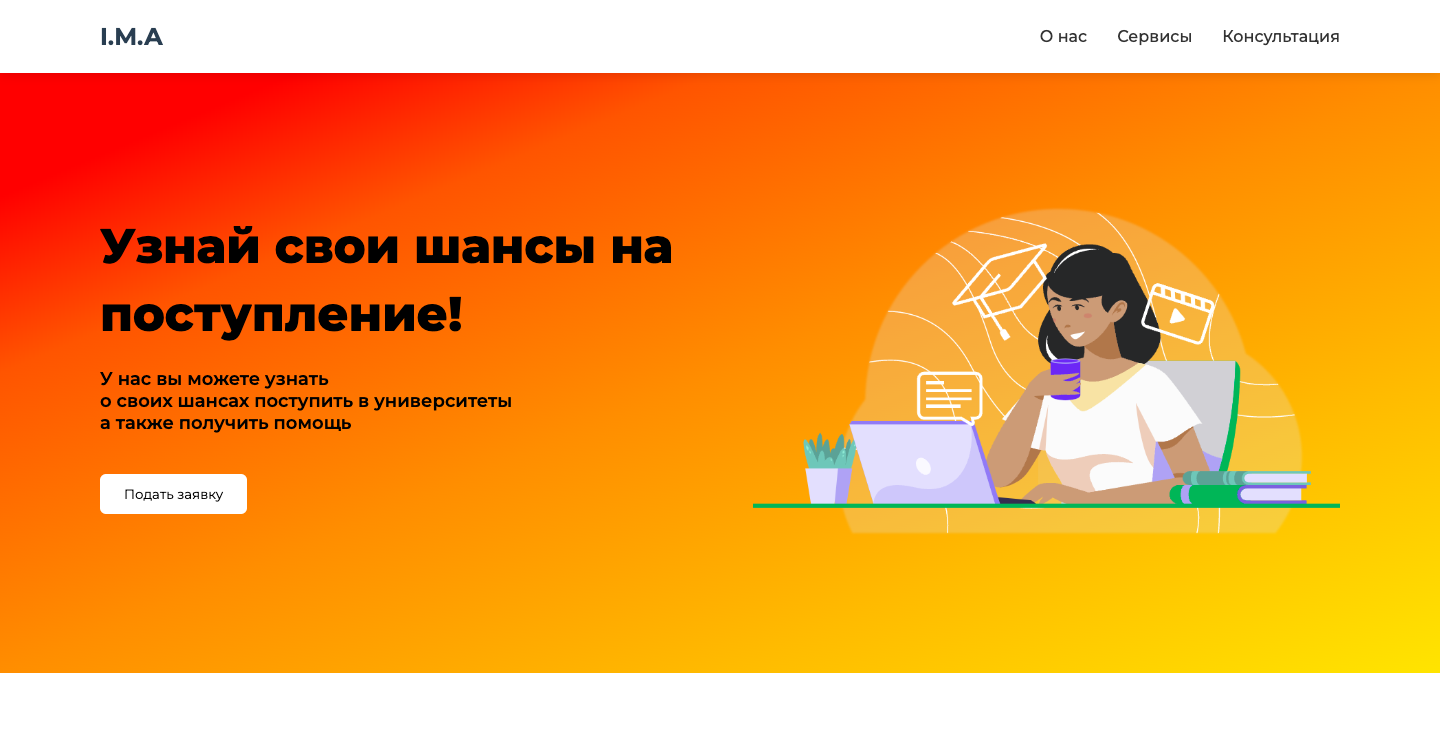 I.M.A
О нас
Сервисы
Консультация
Узнай свои шансы на
поступление!
У нас вы можете узнать
о своих шансах поступить в университеты
а также получить помощь
Подать заявку